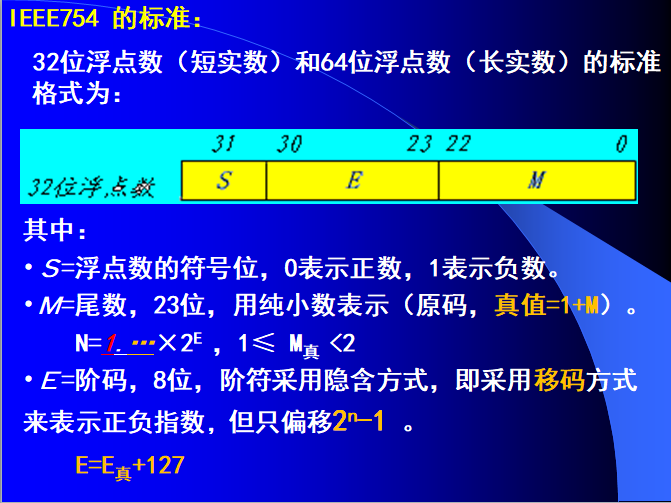 IEEE754 的标准：
32位浮点数（短实数）和64位浮点数（长实数）的标准
格式为：
31 30 23 22 0
32位浮点数 S E M
其中：
•S=浮点数的符号位，0表示正数，1表示负数。
•M=尾数，23位，用纯小数表示（原码，真值=1+M）。
N=1.…×2ᴱ ，1≤ M真 <2
•E=阶码，8位，阶符采用隐含方式，即采用移码方式
来表示正负指数，但只偏移2ⁿ-1 。
E=E真+127